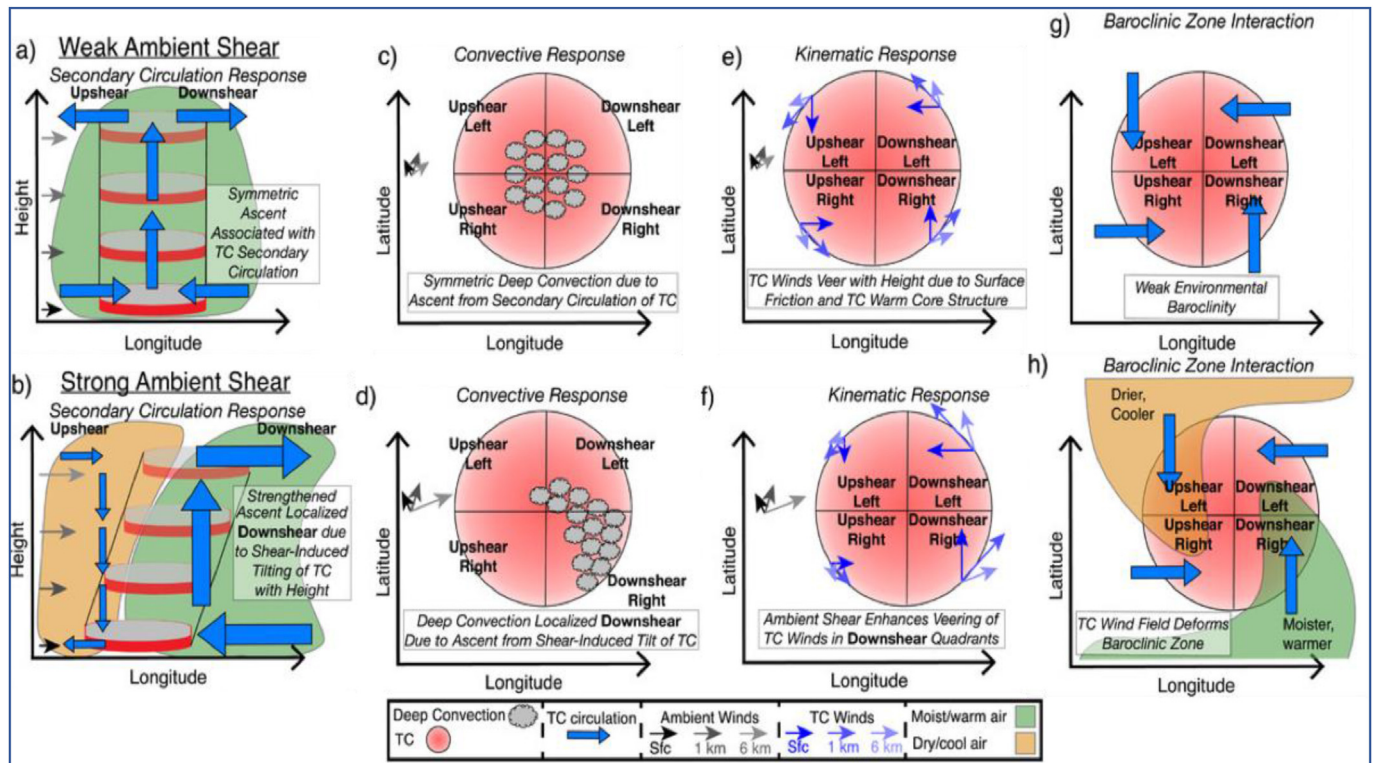 a)
Weak Ambient Shear
Secondary Circulation Response
Upshear
Downshear
Height
Symmetric
Ascent
Associated with
TC Secondary
Circulation
Longitude
b)
Strong Ambient Shear
Secondary Circulation Response
Upshear
Downshear
Height
Strengthened
Ascent Localized
Downshear due
to Shear-Induced
Tilting of TC
with Height
Longitude
c)
Convective Response
Upshear
Left
Downshear
Left
Upshear
Right
Downshear
Right
Latitude
Symmetric Deep Convection due to
Ascent from Secondary Circulation of TC
Longitude
d)
Convective Response
Upshear
Left
Downshear
Left
Upshear
Right
Downshear
Right
Latitude
Deep Convection Localized Downshear
Due to Ascent from Shear-Induced Tilt of TC
Longitude
e)
Kinematic Response
Upshear
Left
Downshear
Left
Upshear
Right
Downshear
Right
Latitude
TC Winds Veer with Height due to Surface
Friction and TC Warm Core Structure
Longitude
f)
Kinematic Response
Upshear
Left
Downshear
Left
Upshear
Right
Downshear
Right
Latitude
Ambient Shear Enhances Veering of
TC Winds in Downshear Quadrants
Longitude
g)
Baroclinic Zone Interaction
Upshear
Left
Downshear
Left
Upshear
Right
Downshear
Right
Latitude
Weak Environmental
Baroclinity
Longitude
h)
Baroclinic Zone Interaction
Drier,
Cooler
Upshear
Left
Downshear
Left
Upshear
Right
Downshear
Right
Latitude
TC Wind Field Deforms
Baroclinic Zone
Moister,
warmer
Longitude
Deep Convection
TC
TC circulation
Ambient Winds
Sfc 1 km 6 km
TC Winds
Sfc 1 km 6 km
Moist/warm air
Dry/cool air